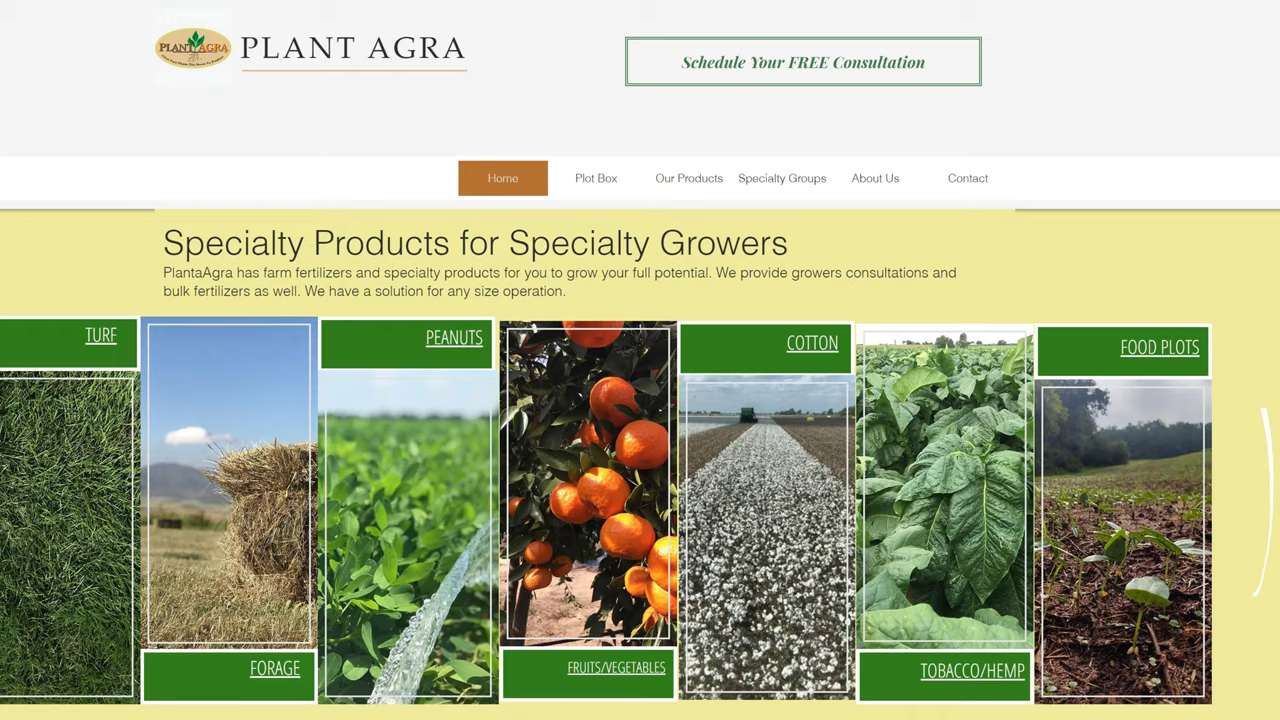 PLANT AGRA
PLANT AGRA
Schedule Your FREE Consultation
Home
Plot Box
Our Products
Specialty Groups
About Us
Contact
Specialty Products for Specialty Growers
PlantaAgra has farm fertilizers and specialty products for you to grow your full potential. We provide growers consultations and
bulk fertilizers as well. We have a solution for any size operation.
TURF
PEANUTS
COTTON
FOOD PLOTS
FORAGE
FRUITS/VEGETABLES
TOBACCO/HEMP